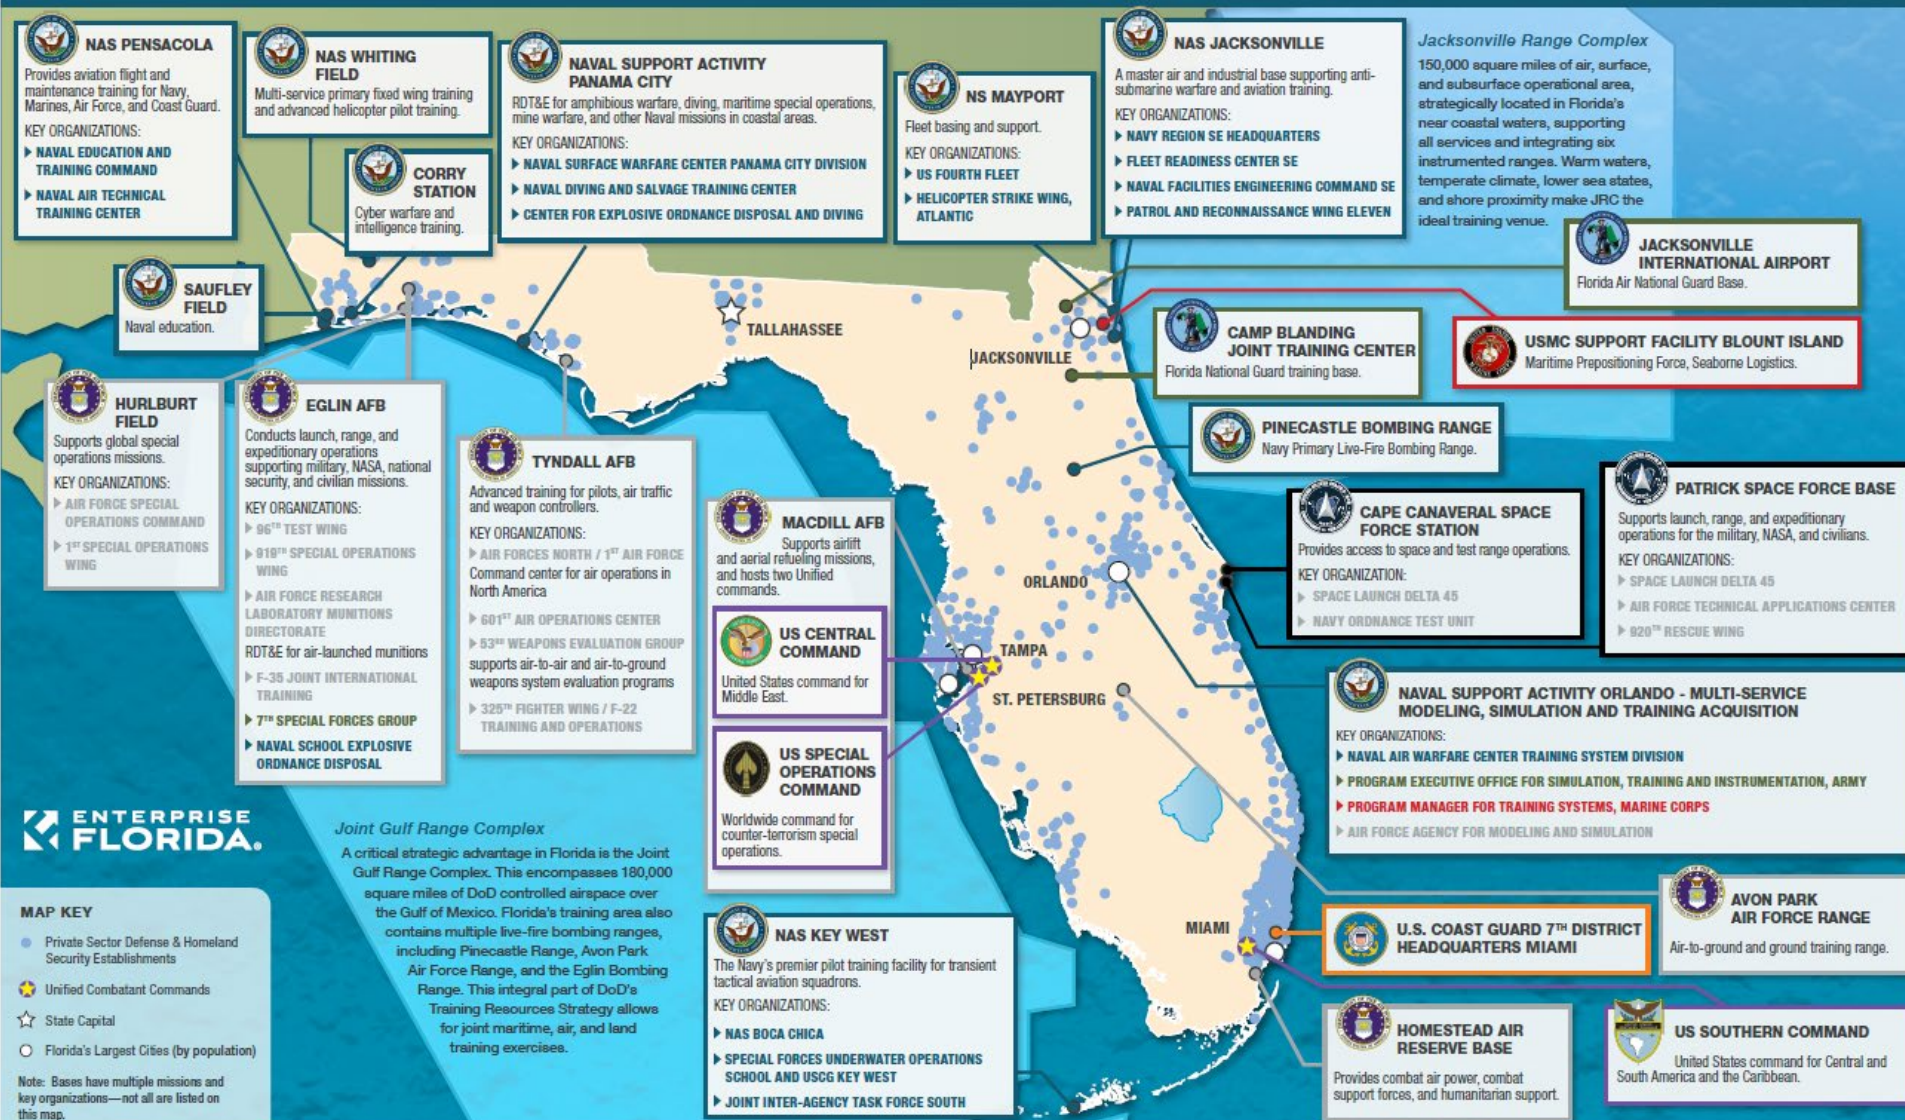 NAS PENSACOLA
Provides aviation flight and
maintenance training for Navy,
Marines, Air Force, and Coast Guard.
KEY ORGANIZATIONS:
NAVAL EDUCATION AND
TRAINING COMMAND
NAVAL AIR TECHNICAL
TRAINING CENTER
NAS WHITING
FIELD
Multi-service primary fixed wing training
and advanced helicopter pilot training.
CORRY
STATION
Cyber warfare and
intelligence training.
NAVAL SUPPORT ACTIVITY
PANAMA CITY
RDT&E for amphibious warfare, diving, maritime special operations,
mine warfare, and other Naval missions in coastal areas.
KEY ORGANIZATIONS:
NAVAL SURFACE WARFARE CENTER PANAMA CITY DIVISION
NAVAL DIVING AND SALVAGE TRAINING CENTER
CENTER FOR EXPLOSIVE ORDNANCE DISPOSAL AND DIVING
NS MAYPORT
Fleet basing and support.
KEY ORGANIZATIONS:
US FOURTH FLEET
HELICOPTER STRIKE WING,
ATLANTIC
NAS JACKSONVILLE
A master air and industrial base supporting anti-
submarine warfare and aviation training.
KEY ORGANIZATIONS:
NAVY REGION SE HEADQUARTERS
FLEET READINESS CENTER SE
NAVAL FACILITIES ENGINEERING COMMAND SE
PATROL AND RECONNAISSANCE WING ELEVEN
Jacksonville Range Complex
150,000 square miles of air, surface,
and subsurface operational area,
strategically located in Florida's
near coastal waters, supporting
all services and integrating six
instrumented ranges. Warm waters,
temperate climate, lower sea states,
and shore proximity make JRC the
ideal training venue.
JACKSONVILLE
INTERNATIONAL AIRPORT
Florida Air National Guard Base.
SAUFLEY
FIELD
Naval education.
TALLAHASSEE
JACKSONVILLE
CAMP BLANDING
JOINT TRAINING CENTER
Florida National Guard training base.
USMC SUPPORT FACILITY BLOUNT ISLAND
Maritime Prepositioning Force, Seaborne Logistics.
HURLBURT
FIELD
Supports global special
operations missions.
KEY ORGANIZATIONS:
AIR FORCE SPECIAL
OPERATIONS COMMAND
1ST SPECIAL OPERATIONS
WING
EGLIN AFB
Conducts launch, range, and
expeditionary operations
supporting military, NASA, national
security, and civilian missions.
KEY ORGANIZATIONS:
96TH TEST WING
919TH SPECIAL OPERATIONS
WING
AIR FORCE RESEARCH
LABORATORY MUNITIONS
DIRECTORATE
RDT&E for air-launched munitions
F-35 JOINT INTERNATIONAL
TRAINING
7TH SPECIAL FORCES GROUP
NAVAL SCHOOL EXPLOSIVE
ORDNANCE DISPOSAL
TYNDALL AFB
Advanced training for pilots, air traffic
and weapon controllers.
KEY ORGANIZATIONS:
AIR FORCES NORTH / 1ST AIR FORCE
Command center for air operations in
North America
601ST AIR OPERATIONS CENTER
53RD WEAPONS EVALUATION GROUP
supports air-to-air and air-to-ground
weapons system evaluation programs
325TH FIGHTER WING / F-22
TRAINING AND OPERATIONS
MACDILL AFB
Supports airlift
and aerial refueling missions,
and hosts two Unified
commands.
US CENTRAL
COMMAND
United States command for
Middle East.
US SPECIAL
OPERATIONS
COMMAND
Worldwide command for
counter-terrorism special
operations.
PINECASTLE BOMBING RANGE
Navy Primary Live-Fire Bombing Range.
CAPE CANAVERAL SPACE
FORCE STATION
Provides access to space and test range operations.
KEY ORGANIZATION:
SPACE LAUNCH DELTA 45
NAVY ORDNANCE TEST UNIT
PATRICK SPACE FORCE BASE
Supports launch, range, and expeditionary
operations for the military, NASA, and civilians.
KEY ORGANIZATIONS:
SPACE LAUNCH DELTA 45
AIR FORCE TECHNICAL APPLICATIONS CENTER
920TH RESCUE WING
ORLANDO
TAMPA
ST. PETERSBURG
NAVAL SUPPORT ACTIVITY ORLANDO - MULTI-SERVICE
MODELING, SIMULATION AND TRAINING ACQUISITION
KEY ORGANIZATIONS:
NAVAL AIR WARFARE CENTER TRAINING SYSTEM DIVISION
PROGRAM EXECUTIVE OFFICE FOR SIMULATION, TRAINING AND INSTRUMENTATION, ARMY
PROGRAM MANAGER FOR TRAINING SYSTEMS, MARINE CORPS
AIR FORCE AGENCY FOR MODELING AND SIMULATION
ENTERPRISE
FLORIDA.
Joint Gulf Range Complex
A critical strategic advantage in Florida is the Joint
Gulf Range Complex. This encompasses 180,000
square miles of DoD controlled airspace over
the Gulf of Mexico. Florida's training area also
contains multiple live-fire bombing ranges,
including Pinecastle Range, Avon Park
Air Force Range, and the Eglin Bombing
Range. This integral part of DoD's
Training Resources Strategy allows
for joint maritime, air, and land
training exercises.
MAP KEY
Private Sector Defense & Homeland
Security Establishments
Unified Combatant Commands
State Capital
Florida's Largest Cities (by population)
Note: Bases have multiple missions and
key organizations—not all are listed on
this map.
NAS KEY WEST
The Navy's premier pilot training facility for transient
tactical aviation squadrons.
KEY ORGANIZATIONS:
NAS BOCA CHICA
SPECIAL FORCES UNDERWATER OPERATIONS
SCHOOL AND USCG KEY WEST
JOINT INTER-AGENCY TASK FORCE SOUTH
MIAMI
U.S. COAST GUARD 7TH DISTRICT
HEADQUARTERS MIAMI
AVON PARK
AIR FORCE RANGE
Air-to-ground and ground training range.
HOMESTEAD AIR
RESERVE BASE
Provides combat air power, combat
support forces, and humanitarian support.
US SOUTHERN COMMAND
United States command for Central and
South America and the Caribbean.